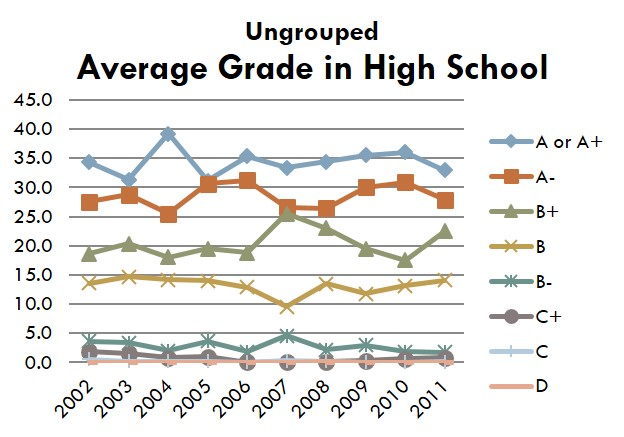 Ungrouped
Average Grade in High School
45.0
40.0
35.0
30.0
25.0
20.0
15.0
10.0
5.0
0.0
2002 2003 2004 2005 2006 2007 2008 2009 2010 2011
A or A+
A-
B+
B
B-
C+
C
D